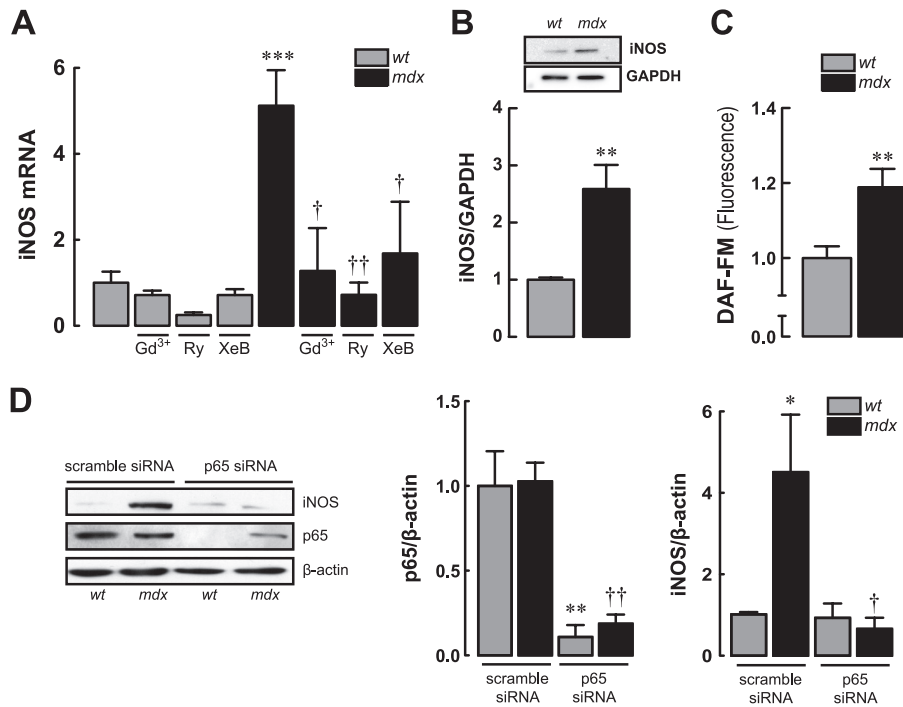 A
wt
mdx
***
iNOS mRNA
6
4
2
0
†
††
†
Gd³⁺ Ry XeB Gd³⁺ Ry XeB
B
wt mdx
iNOS
GAPDH
iNOS/GAPDH
4
3
2
1
0
**
C
wt
mdx
DAF-FM (Fluorescence)
1.4
1.2
1.0
0.0
**
D
scramble siRNA p65 siRNA
iNOS
p65
β-actin
wt mdx wt mdx
p65/β-actin
1.5
1.0
0.5
0.0
** ††
scramble siRNA
p65 siRNA
iNOS/β-actin
6
4
2
0
wt
mdx
*
†
scramble siRNA
p65 siRNA